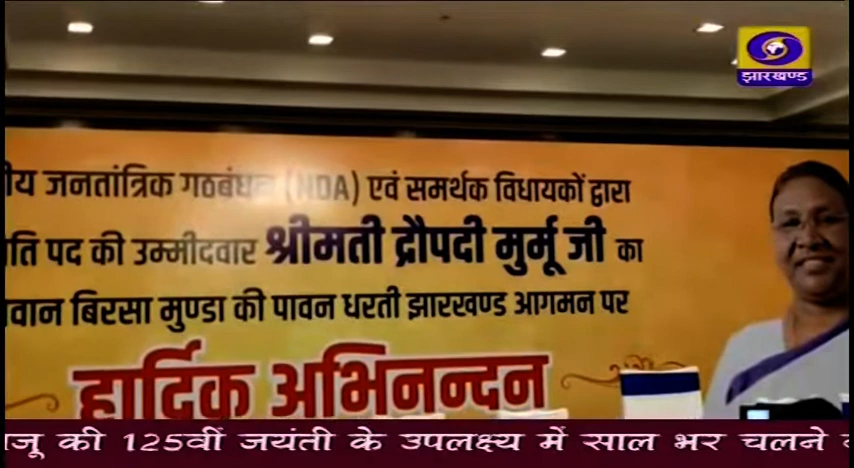 झारखण्ड
ीय जनतांत्रिक गठबंधन (NDA) एवं समर्थक विधायकों द्वारा
पति पद की उम्मीदवार श्रीमती द्रौपदी मुर्मू जी का
वान बिरसा मुण्डा की पावन धरती झारखण्ड आगमन पर
हार्दिक अभिनन्दन
जू की 125वीं जयंती के उपलक्ष्य में साल भर चलने